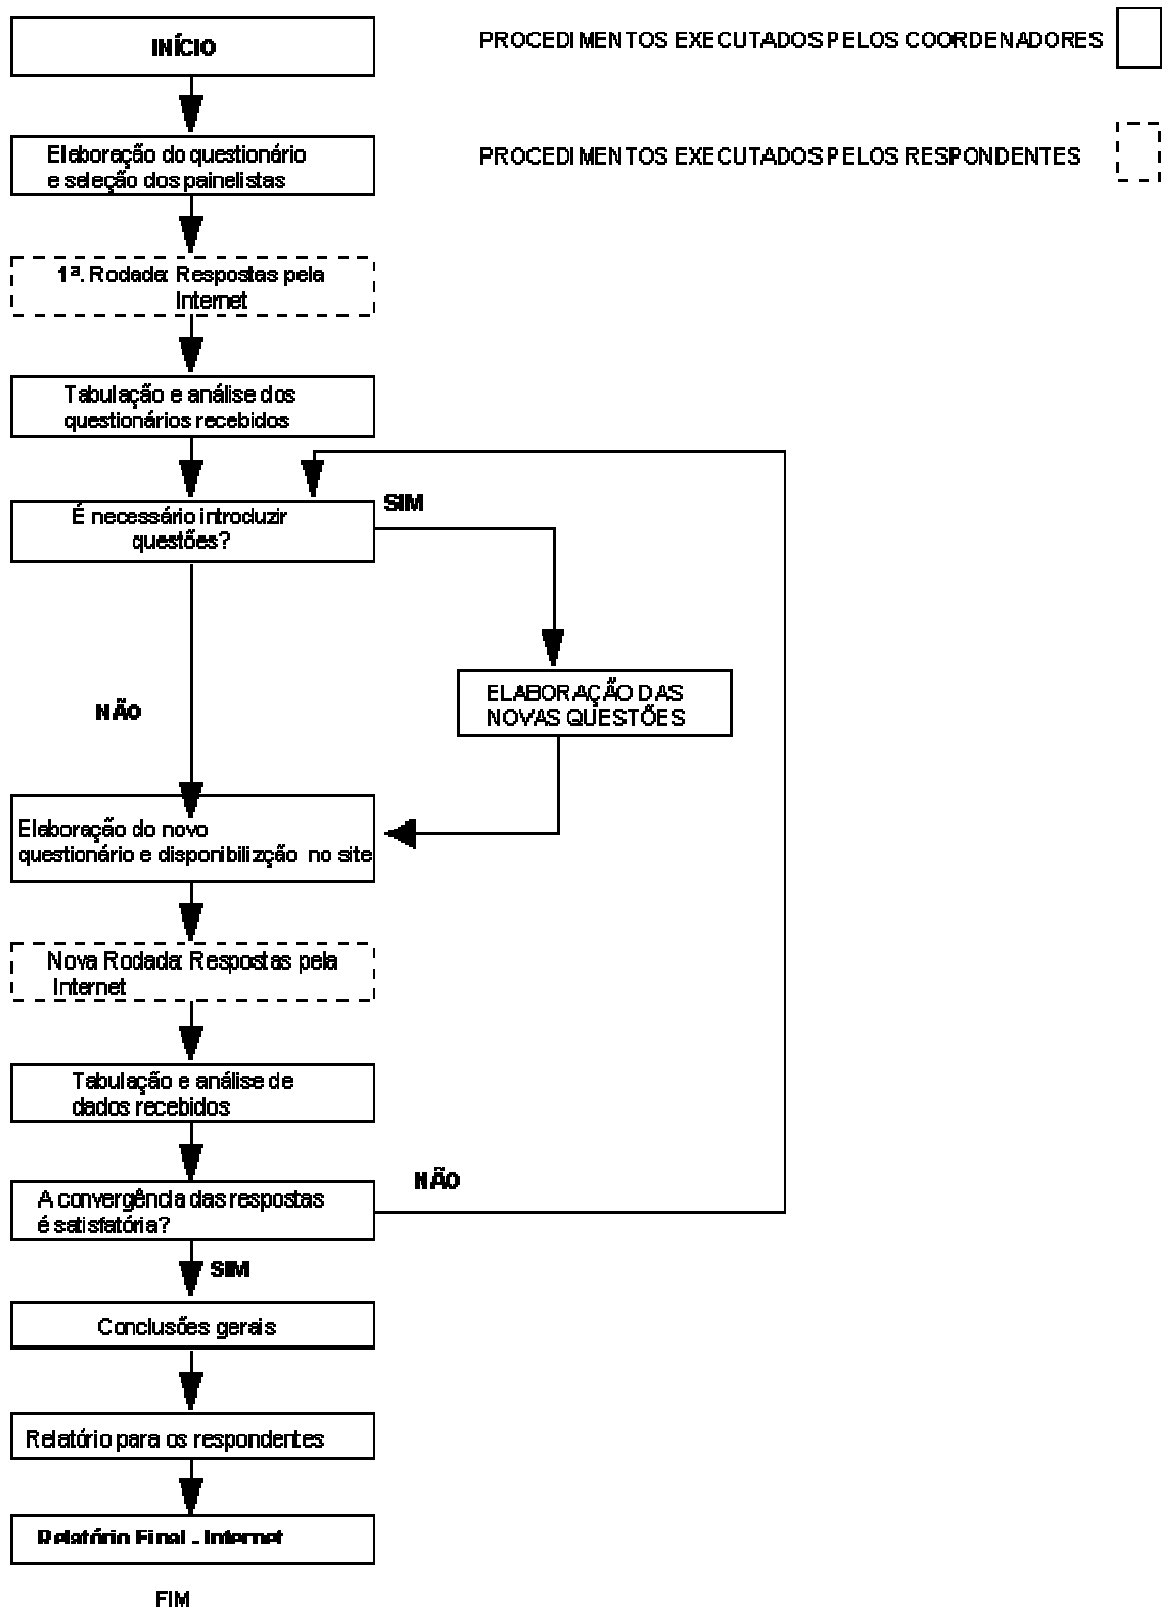 INÍCIO
PROCEDIMENTOS EXECUTADOS PELOS COORDENADORES
Elaboração do questionário
e seleção dos painelistas
PROCEDIMENTOS EXECUTADOS PELOS RESPONDENTES
1ª. Rodada: Respostas pela
Internet
Tabulação e análise dos
questionários recebidos
É necessário introduzir
questões?
SIM
ELABORAÇÃO DAS
NOVAS QUESTÕES
NÃO
Elaboração do novo
questionário e disponibilizção no site
Nova Rodada: Respostas pela
Internet
Tabulação e análise de
dados recebidos
A convergência das respostas
é satisfatória?
NÃO
SIM
Conclusões gerais
Relatório para os respondentes
Relatório Final - Internet
FIM